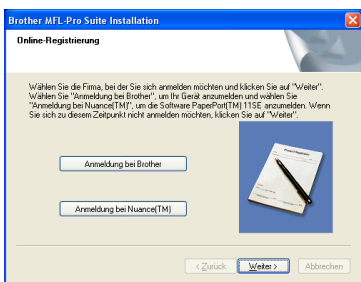 Brother MFL-Pro Suite Installation
Online-Registrierung
Wählen Sie die Firma, bei der Sie sich anmelden möchten und klicken Sie auf "Weiter".
Wählen Sie "Anmeldung bei Brother", um Ihr Gerät anzumelden und wählen Sie
"Anmeldung bei Nuance(TM)", um die Software PaperPort(TM) 11SE anzumelden. Wenn
Sie sich zu diesem Zeitpunkt nicht anmelden möchten, klicken Sie auf "Weiter".
Anmeldung bei Brother
Anmeldung bei Nuance(TM)
< Zurück
Weiter >
Abbrechen